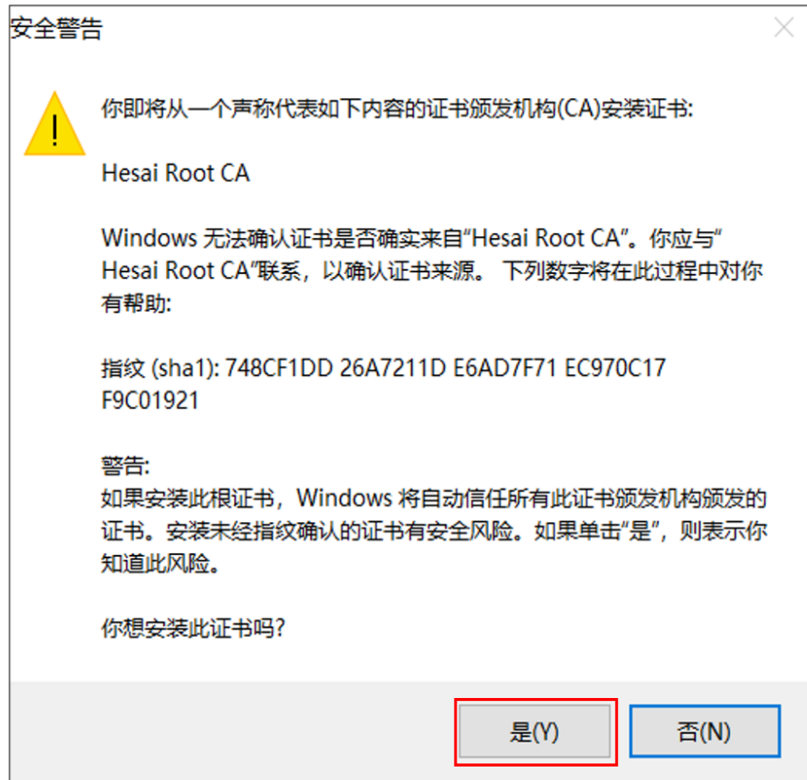 安全警告
你即将从一个声称代表如下内容的证书颁发机构(CA)安装证书:
Hesai Root CA
Windows 无法确认证书是否确实来自“Hesai Root CA”。你应与“
Hesai Root CA”联系，以确认证书来源。 下列数字将在此过程中对你
有帮助:
指纹 (sha1): 748CF1DD 26A7211D E6AD7F71 EC970C17
F9C01921
警告:
如果安装此根证书，Windows 将自动信任所有此证书颁发机构颁发的
证书。安装未经指纹确认的证书有安全风险。如果单击“是”，则表示你
知道此风险。
你想安装此证书吗?
是(Y)
否(N)